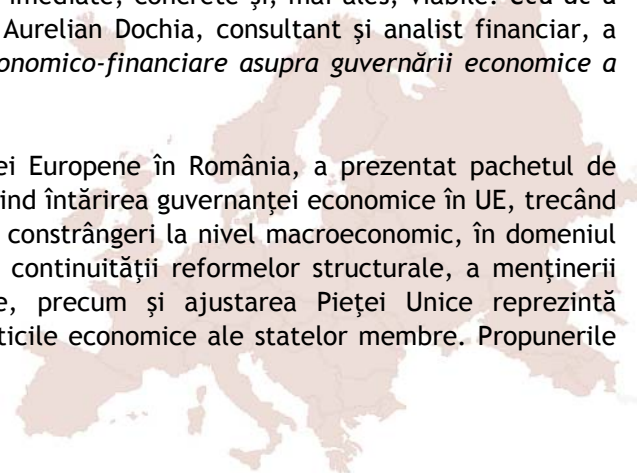 imediate, concrete şi, mai ales, viabile.
Aurelian Dochia, consultant şi analist financiar, a
onomico-financiare asupra guvernării economice a
ei Europene în România, a prezentat pachetul de
ind întărirea guvernanţei economice în UE, trecând
constrângeri la nivel macroeconomic, în domeniul
continuităţii reformelor structurale, a menţinerii
e, precum şi ajustarea Pieţei Unice reprezintă
ticile economice ale statelor membre. Propunerile